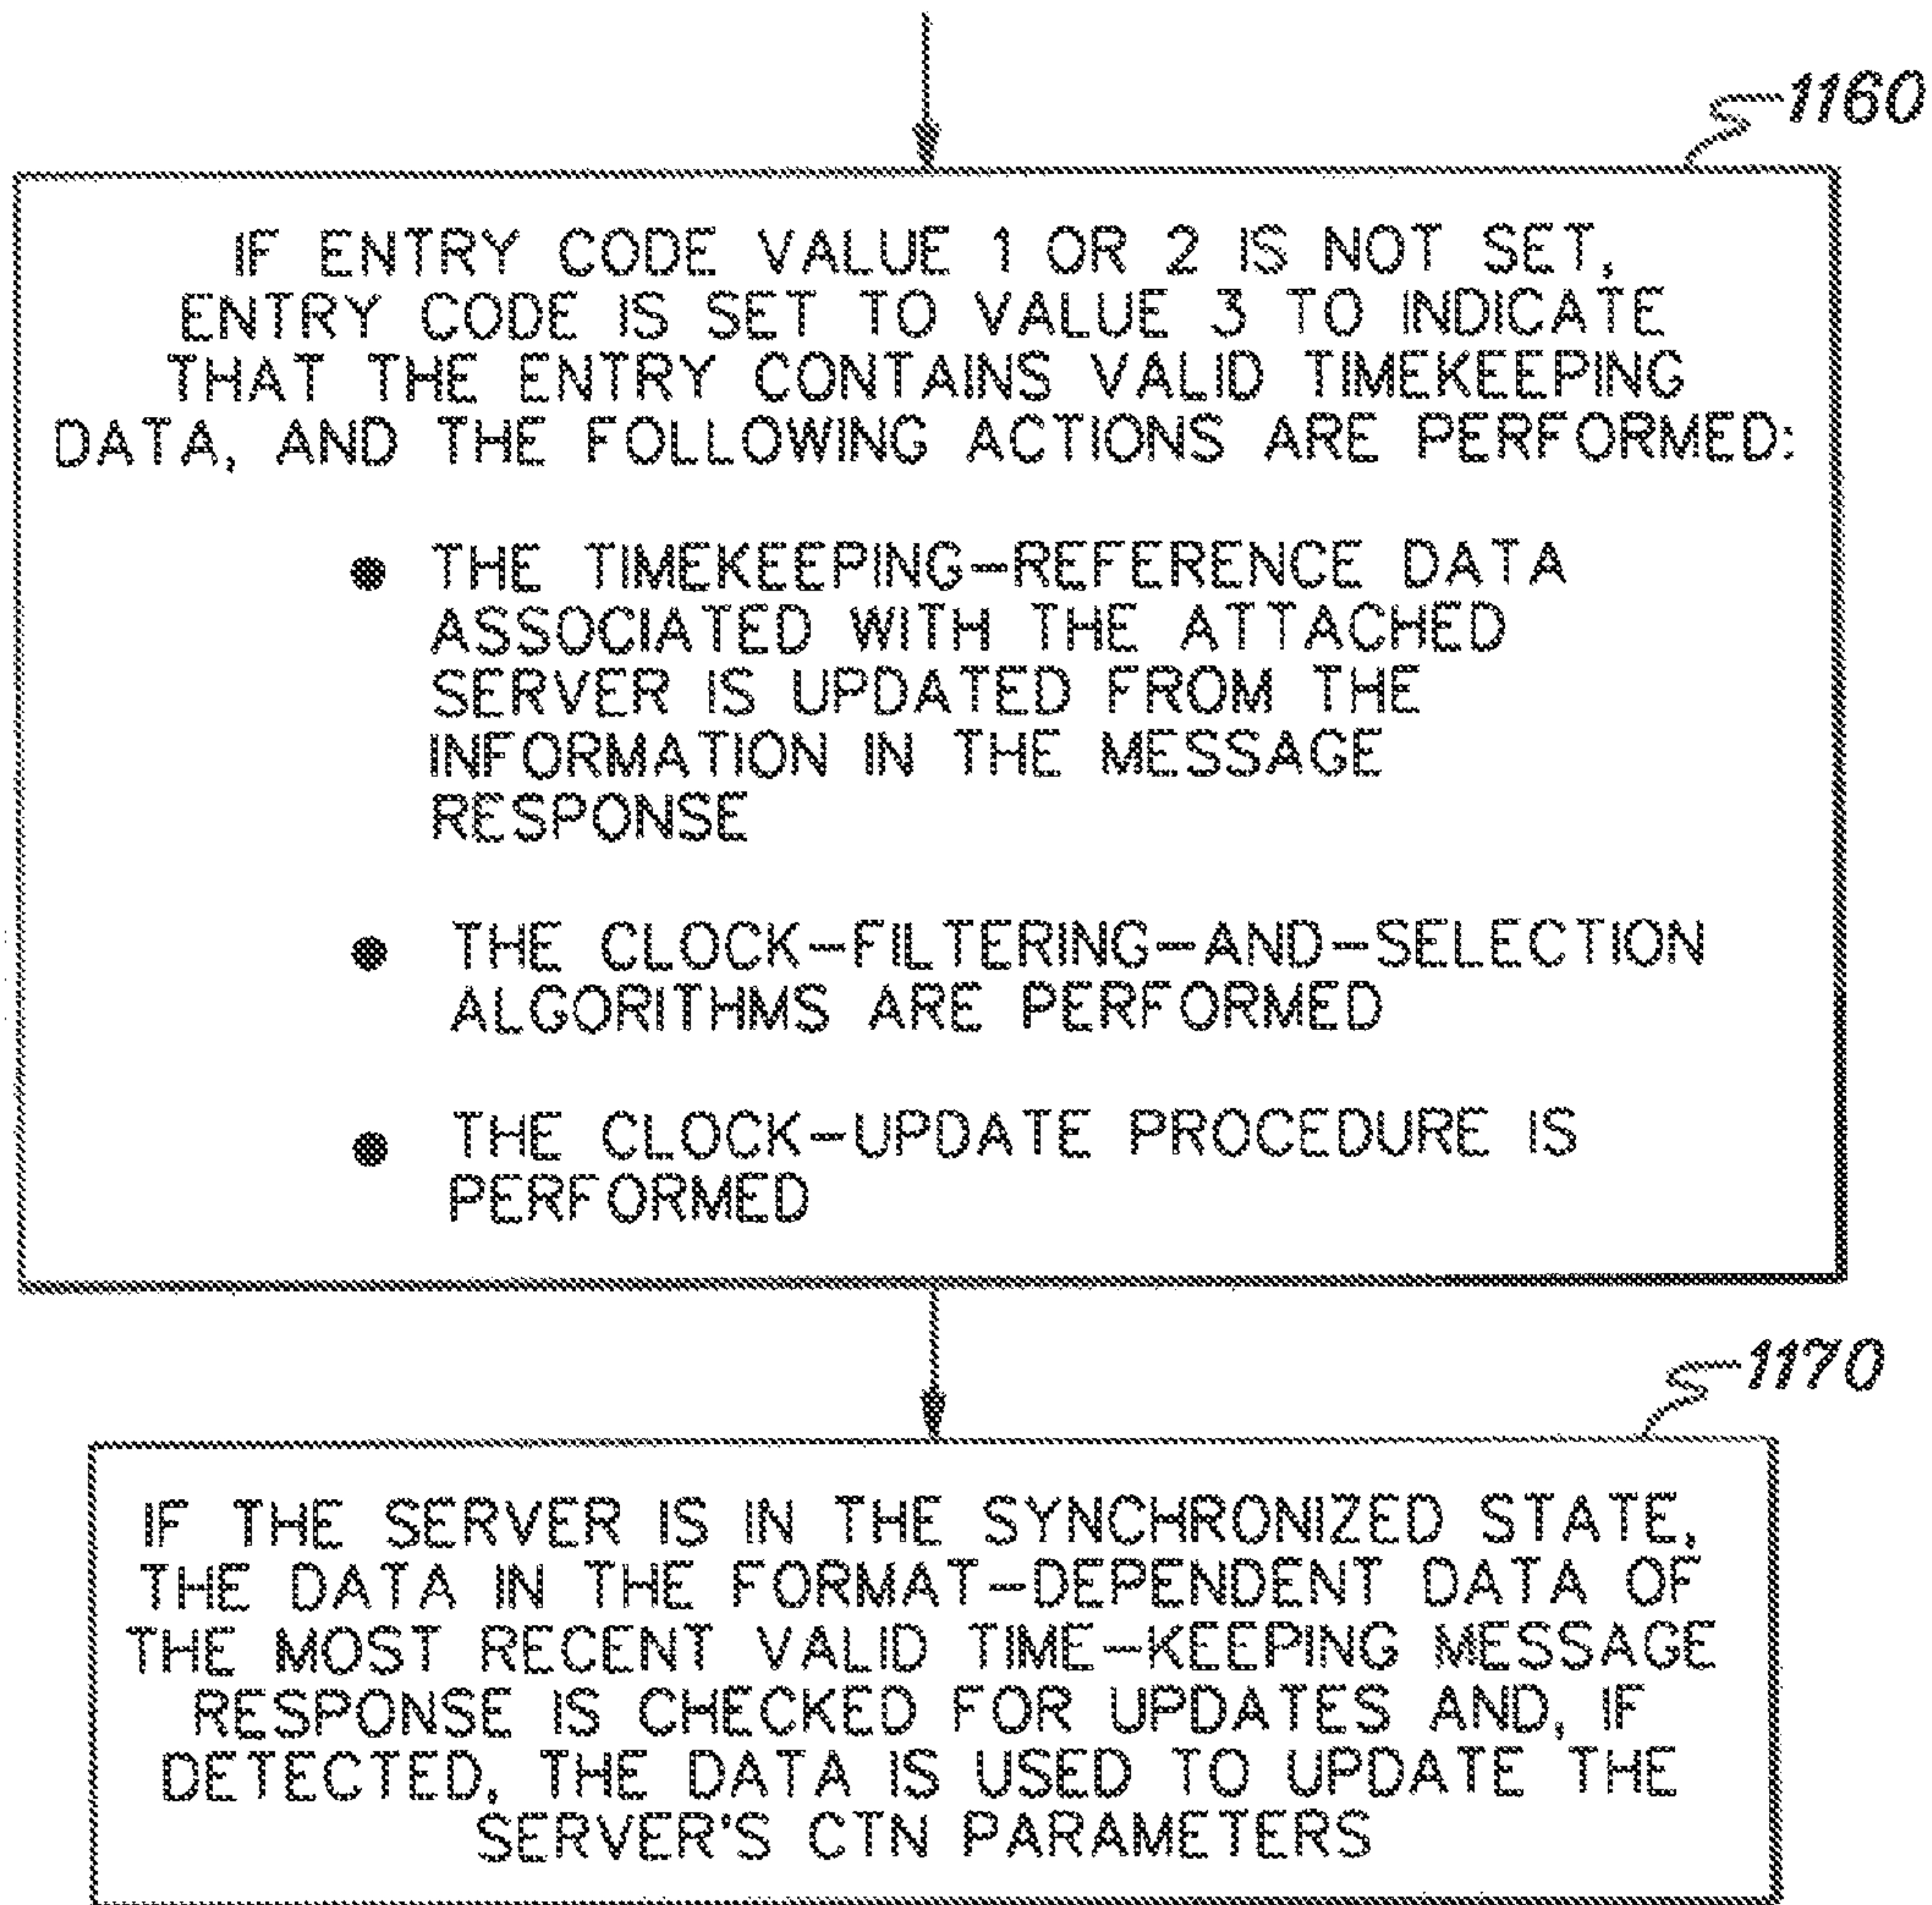 1160
IF ENTRY CODE VALUE 1 OR 2 IS NOT SET,
ENTRY CODE IS SET TO VALUE 3 TO INDICATE
THAT THE ENTRY CONTAINS VALID TIMEKEEPING
DATA, AND THE FOLLOWING ACTIONS ARE PERFORMED:
● THE TIMEKEEPING-REFERENCE DATA
ASSOCIATED WITH THE ATTACHED
SERVER IS UPDATED FROM THE
INFORMATION IN THE MESSAGE
RESPONSE
● THE CLOCK-FILTERING-AND-SELECTION
ALGORITHMS ARE PERFORMED
● THE CLOCK-UPDATE PROCEDURE IS
PERFORMED
1170
IF THE SERVER IS IN THE SYNCHRONIZED STATE,
THE DATA IN THE FORMAT-DEPENDENT DATA OF
THE MOST RECENT VALID TIME-KEEPING MESSAGE
RESPONSE IS CHECKED FOR UPDATES AND, IF
DETECTED, THE DATA IS USED TO UPDATE THE
SERVER'S CTN PARAMETERS